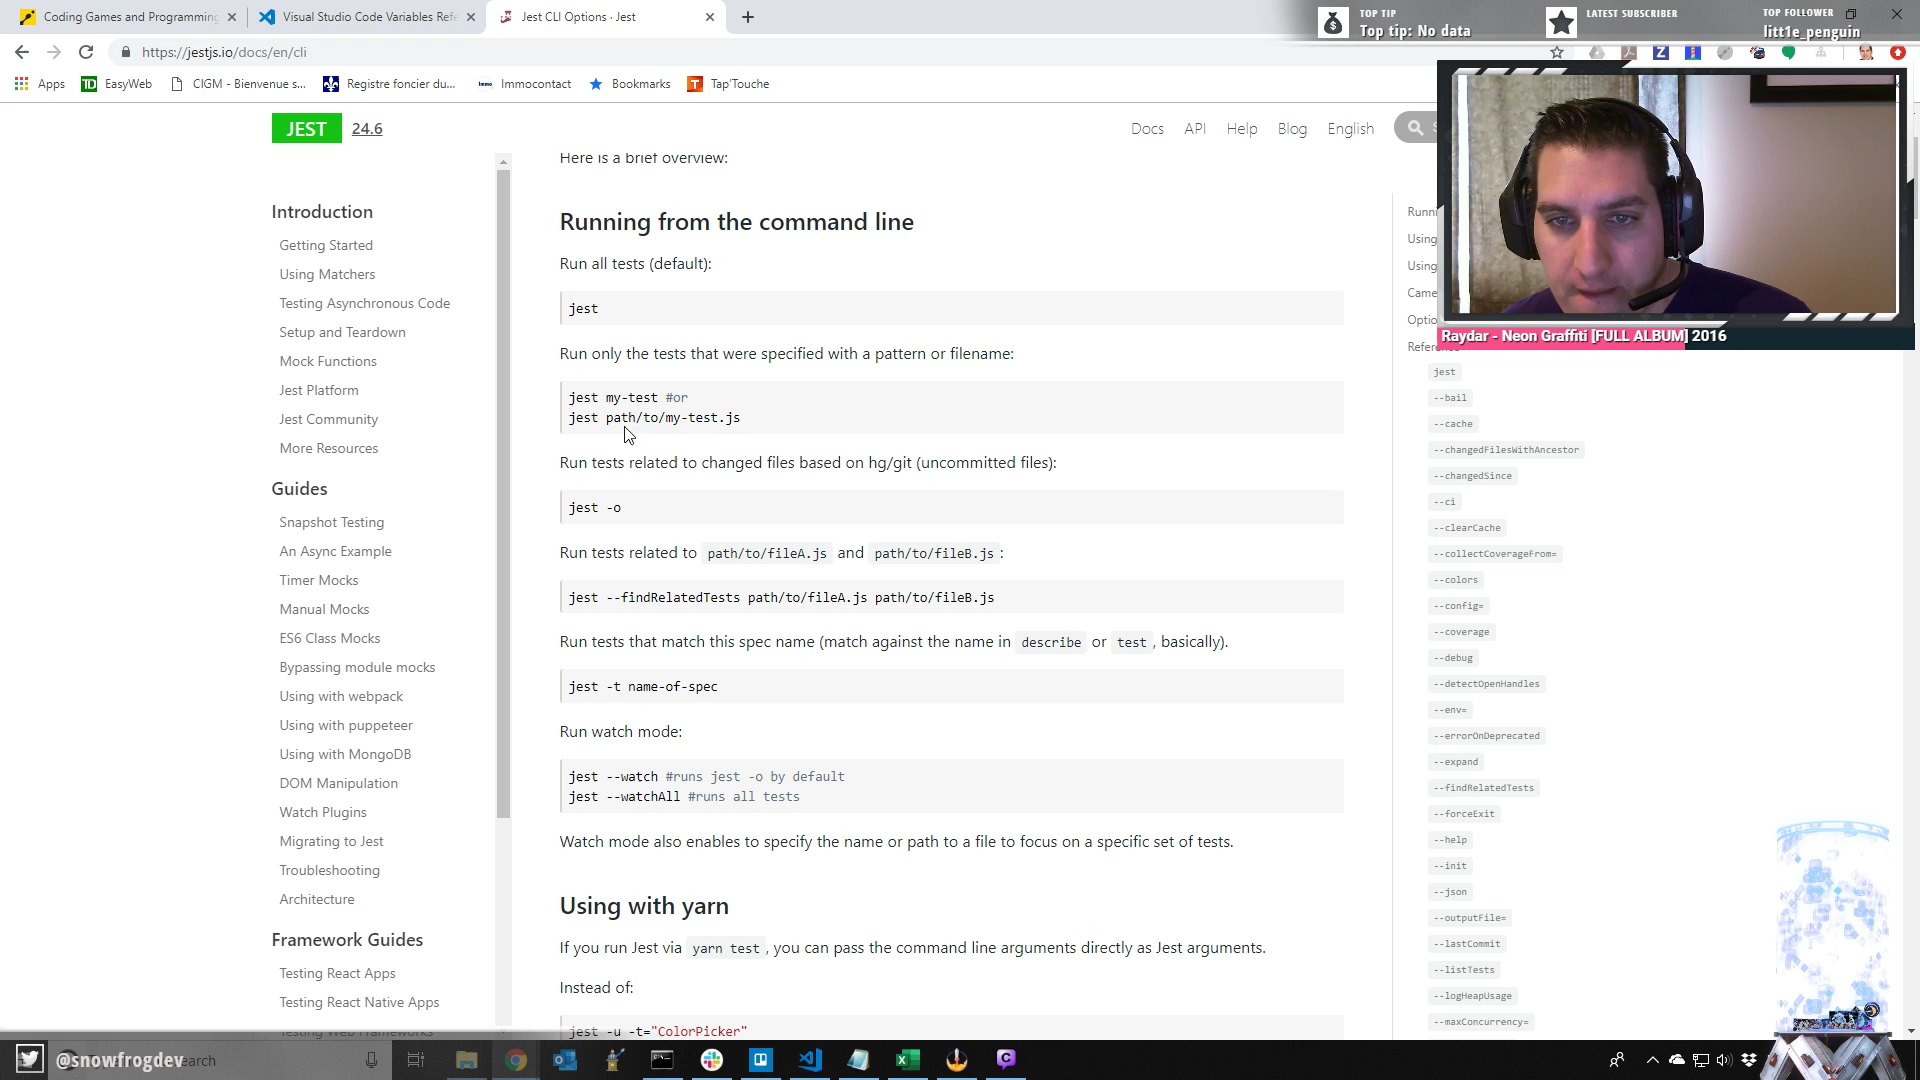 Coding Games and Programming
Visual Studio Code Variables Refe
Jest CLI Options · Jest
TOP TIP
Top tip: No data
LATEST SUBSCRIBER
TOP FOLLOWER
litt1e_penguin
https://jestjs.io/docs/en/cli
Apps
EasyWeb
CIGM - Bienvenue s...
Registre foncier du...
Immocontact
Bookmarks
Tap'Touche
JEST 24.6
Docs
API
Help
Blog
English
Introduction
Getting Started
Using Matchers
Testing Asynchronous Code
Setup and Teardown
Mock Functions
Jest Platform
Jest Community
More Resources
Guides
Snapshot Testing
An Async Example
Timer Mocks
Manual Mocks
ES6 Class Mocks
Bypassing module mocks
Using with webpack
Using with puppeteer
Using with MongoDB
DOM Manipulation
Watch Plugins
Migrating to Jest
Troubleshooting
Architecture
Framework Guides
Testing React Apps
Testing React Native Apps
Testing Web Frameworks
Here is a brief overview:
Running from the command line
Run all tests (default):
jest
Run only the tests that were specified with a pattern or filename:
jest my-test #or
jest path/to/my-test.js
Run tests related to changed files based on hg/git (uncommitted files):
jest -o
Run tests related to path/to/fileA.js and path/to/fileB.js :
jest --findRelatedTests path/to/fileA.js path/to/fileB.js
Run tests that match this spec name (match against the name in describe or test , basically).
jest -t name-of-spec
Run watch mode:
jest --watch #runs jest -o by default
jest --watchAll #runs all tests
Watch mode also enables to specify the name or path to a file to focus on a specific set of tests.
Using with yarn
If you run Jest via yarn test , you can pass the command line arguments directly as Jest arguments.
Instead of:
jest -u -t="ColorPicker"
Raydar - Neon Graffiti [FULL ALBUM] 2016
Runn
Using
Using
Came
Optio
Reference
jest
--bail
--cache
--changedFilesWithAncestor
--changedSince
--ci
--clearCache
--collectCoverageFrom=
--colors
--config=
--coverage
--debug
--detectOpenHandles
--env=
--errorOnDeprecated
--expand
--findRelatedTests
--forceExit
--help
--init
--json
--outputFile=
--lastCommit
--listTests
--logHeapUsage
--maxConcurrency=
@snowfrogdev
earch